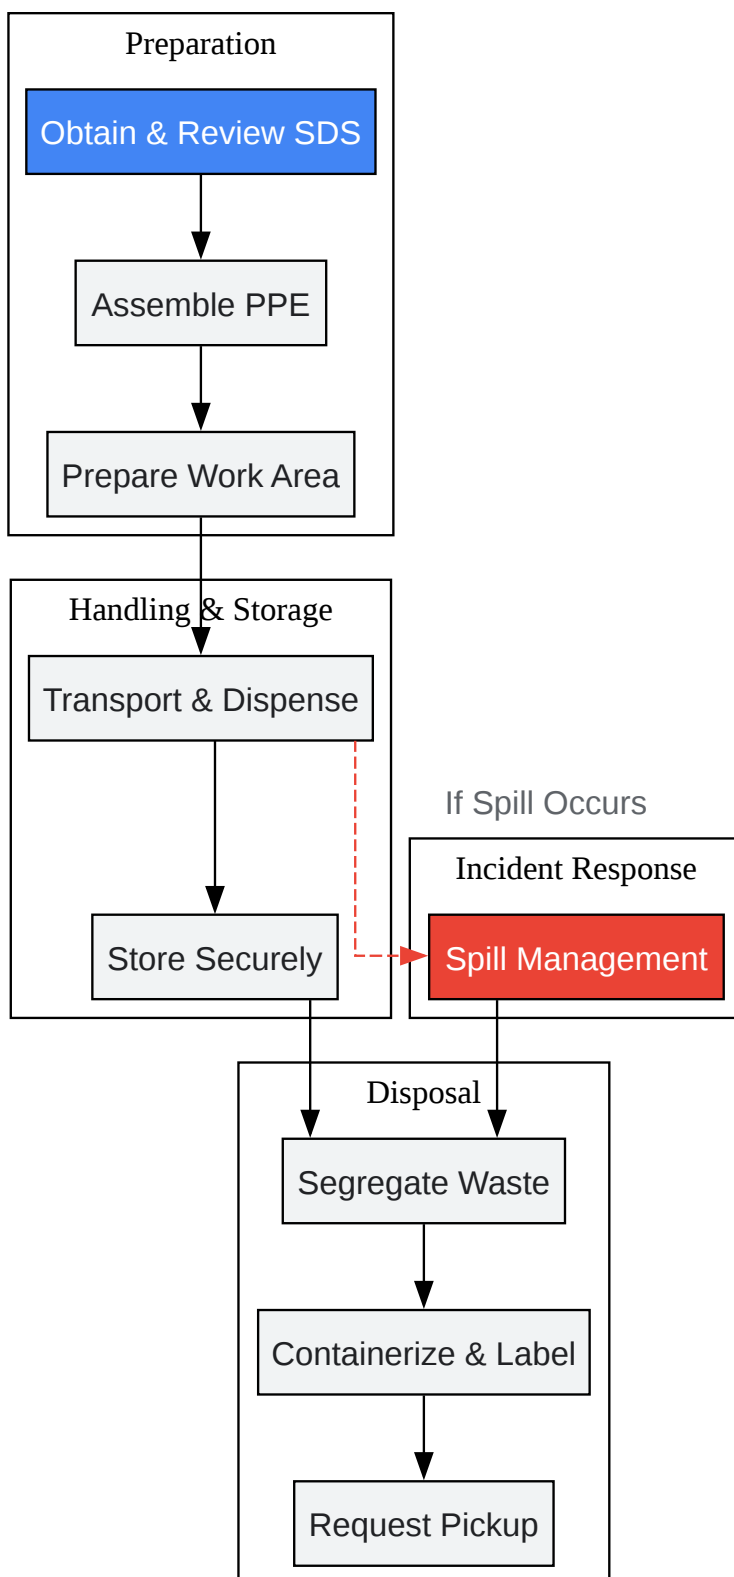 Preparation
Obtain & Review SDS
Assemble PPE
Prepare Work Area
Handling & Storage
Transport & Dispense
If Spill Occurs
Incident Response
Store Securely
Spill Management
Disposal
Segregate Waste
Containerize & Label
Request Pickup